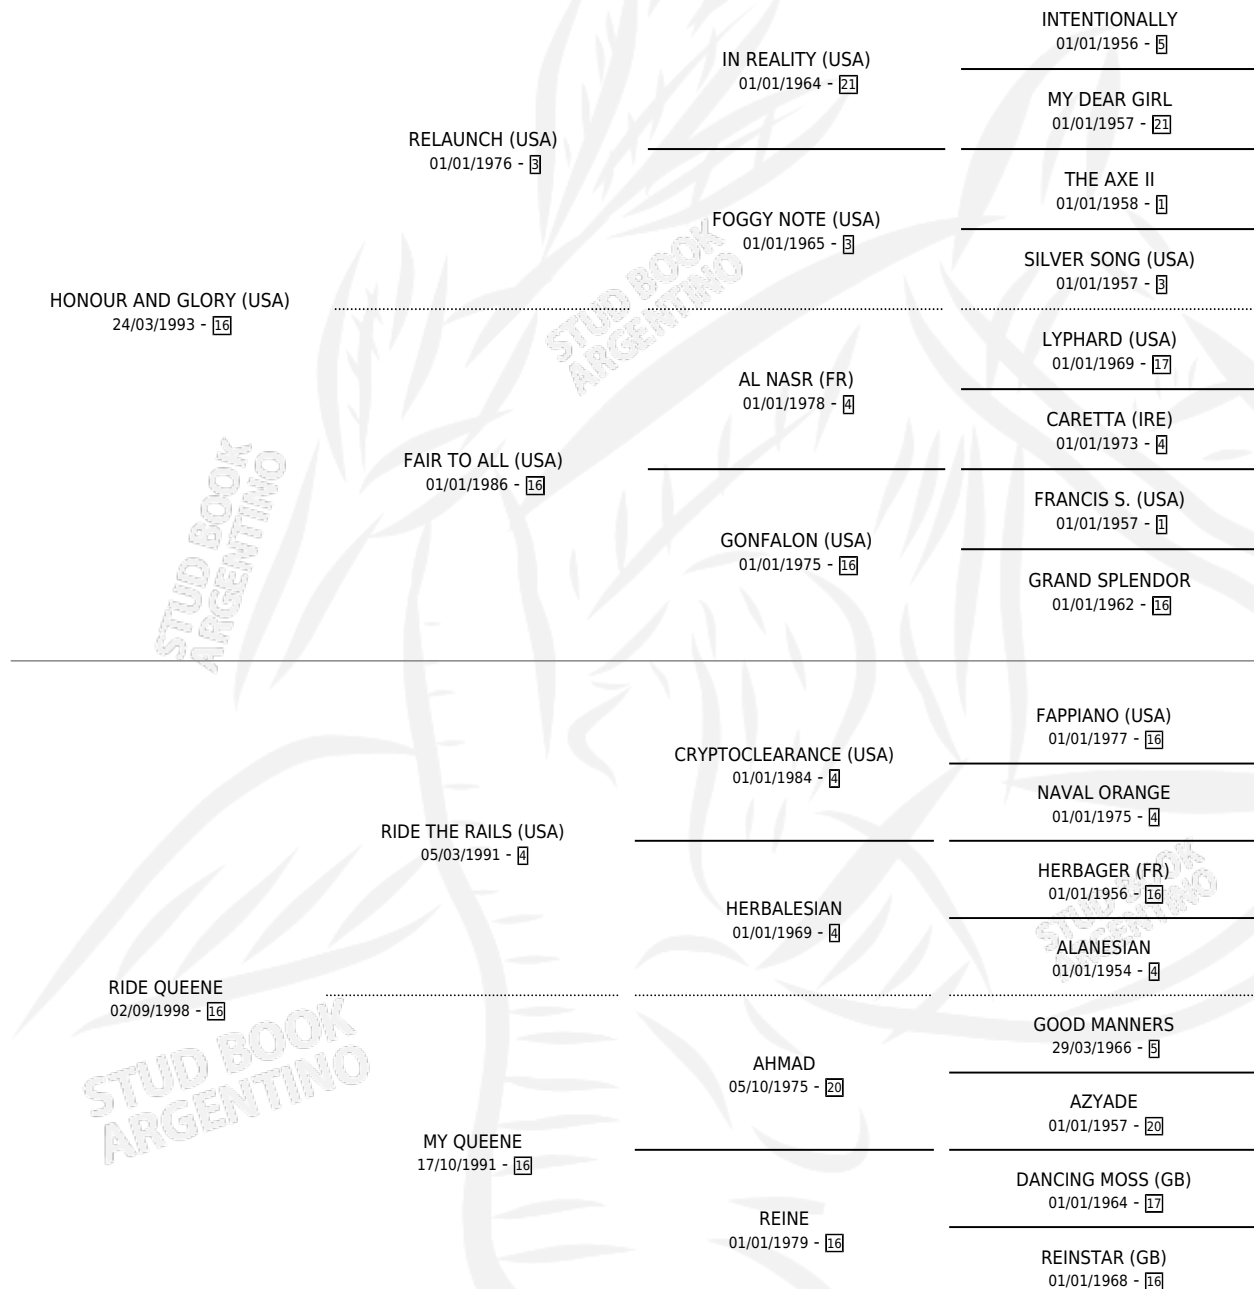 INTENTIONALLY
01/01/1956 - 5
IN REALITY (USA)
01/01/1964 - 21
MY DEAR GIRL
01/01/1957 - 21
RELAUNCH (USA)
01/01/1976 - 3
THE AXE II
01/01/1958 - 1
FOGGY NOTE (USA)
01/01/1965 - 3
SILVER SONG (USA)
01/01/1957 - 3
HONOUR AND GLORY (USA)
24/03/1993 - 16
LYPHARD (USA)
01/01/1969 - 17
AL NASR (FR)
01/01/1978 - 4
CARETTA (IRE)
01/01/1973 - 4
FAIR TO ALL (USA)
01/01/1986 - 16
FRANCIS S. (USA)
01/01/1957 - 1
GONFALON (USA)
01/01/1975 - 16
GRAND SPLENDOR
01/01/1962 - 16
FAPPIANO (USA)
01/01/1977 - 16
CRYPTOCLEARANCE (USA)
01/01/1984 - 4
NAVAL ORANGE
01/01/1975 - 4
RIDE THE RAILS (USA)
05/03/1991 - 4
HERBAGER (FR)
01/01/1956 - 16
HERBALESIAN
01/01/1969 - 4
ALANESIAN
01/01/1954 - 4
RIDE QUEENE
02/09/1998 - 16
GOOD MANNERS
29/03/1966 - 5
AHMAD
05/10/1975 - 20
AZYADE
01/01/1957 - 20
MY QUEENE
17/10/1991 - 16
DANCING MOSS (GB)
01/01/1964 - 17
REINE
01/01/1979 - 16
REINSTAR (GB)
01/01/1968 - 16
STUD BOOK
ARGENTINO
STUD BOOK
ARGENTINO
STUD BOOK
ARGENTINO
STUD BOOK
ARGENTINO